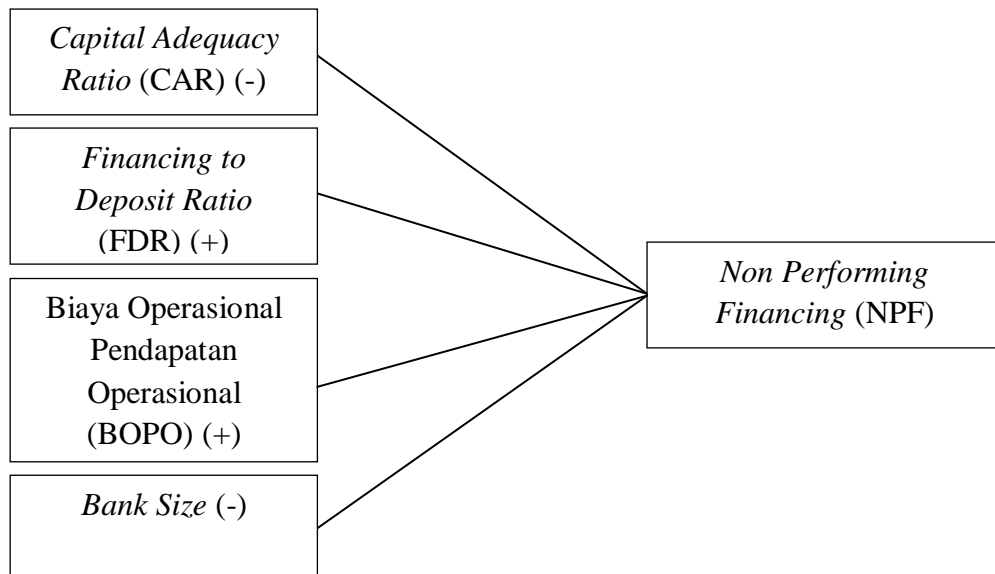 Capital Adequacy
Ratio (CAR) (-)
Financing to
Deposit Ratio
(FDR) (+)
Biaya Operasional
Pendapatan
Operasional
(BOPO) (+)
Bank Size (-)
Non Performing
Financing (NPF)